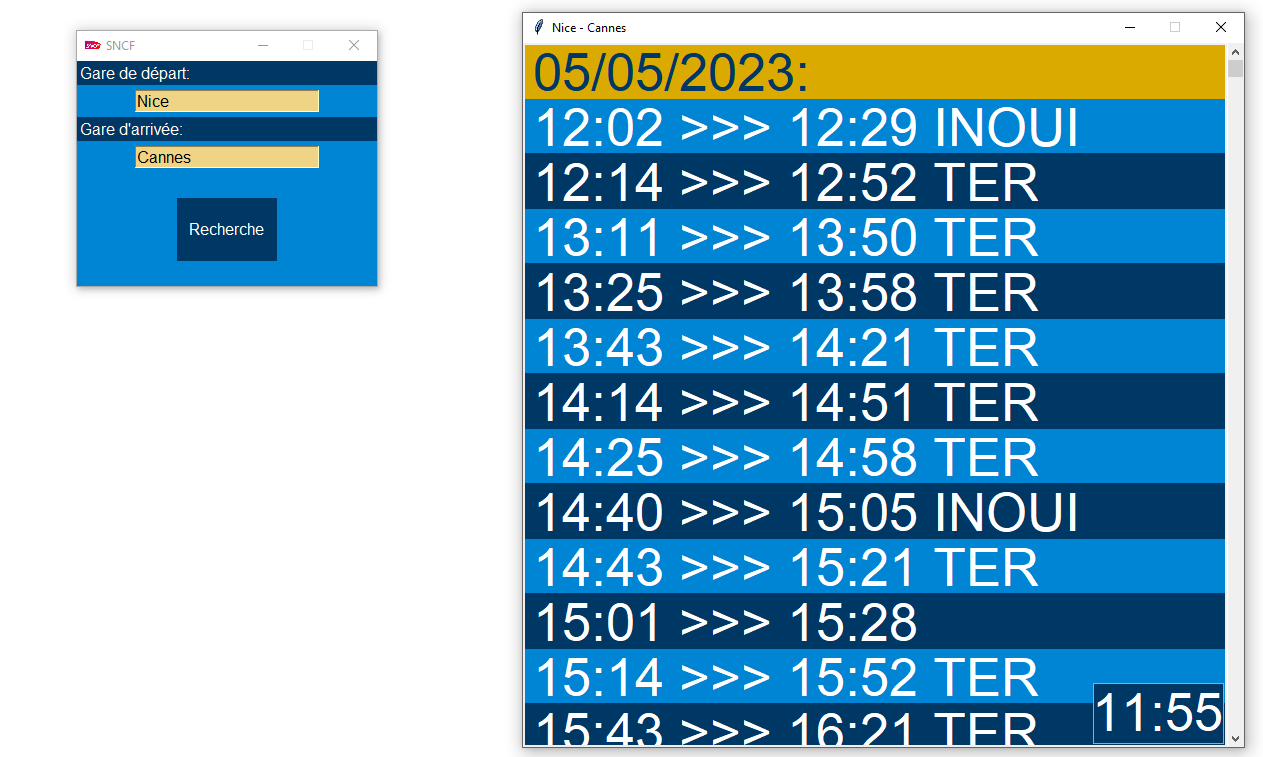 SNCF
Gare de départ:
Nice
Gare d'arrivée:
Cannes
Recherche
Nice - Cannes
05/05/2023:
12:02 >>> 12:29 INOUI
12:14 >>> 12:52 TER
13:11 >>> 13:50 TER
13:25 >>> 13:58 TER
13:43 >>> 14:21 TER
14:14 >>> 14:51 TER
14:25 >>> 14:58 TER
14:40 >>> 15:05 INOUI
14:43 >>> 15:21 TER
15:01 >>> 15:28
15:14 >>> 15:52 TER
15:43 >>> 16:21 TER
11:55